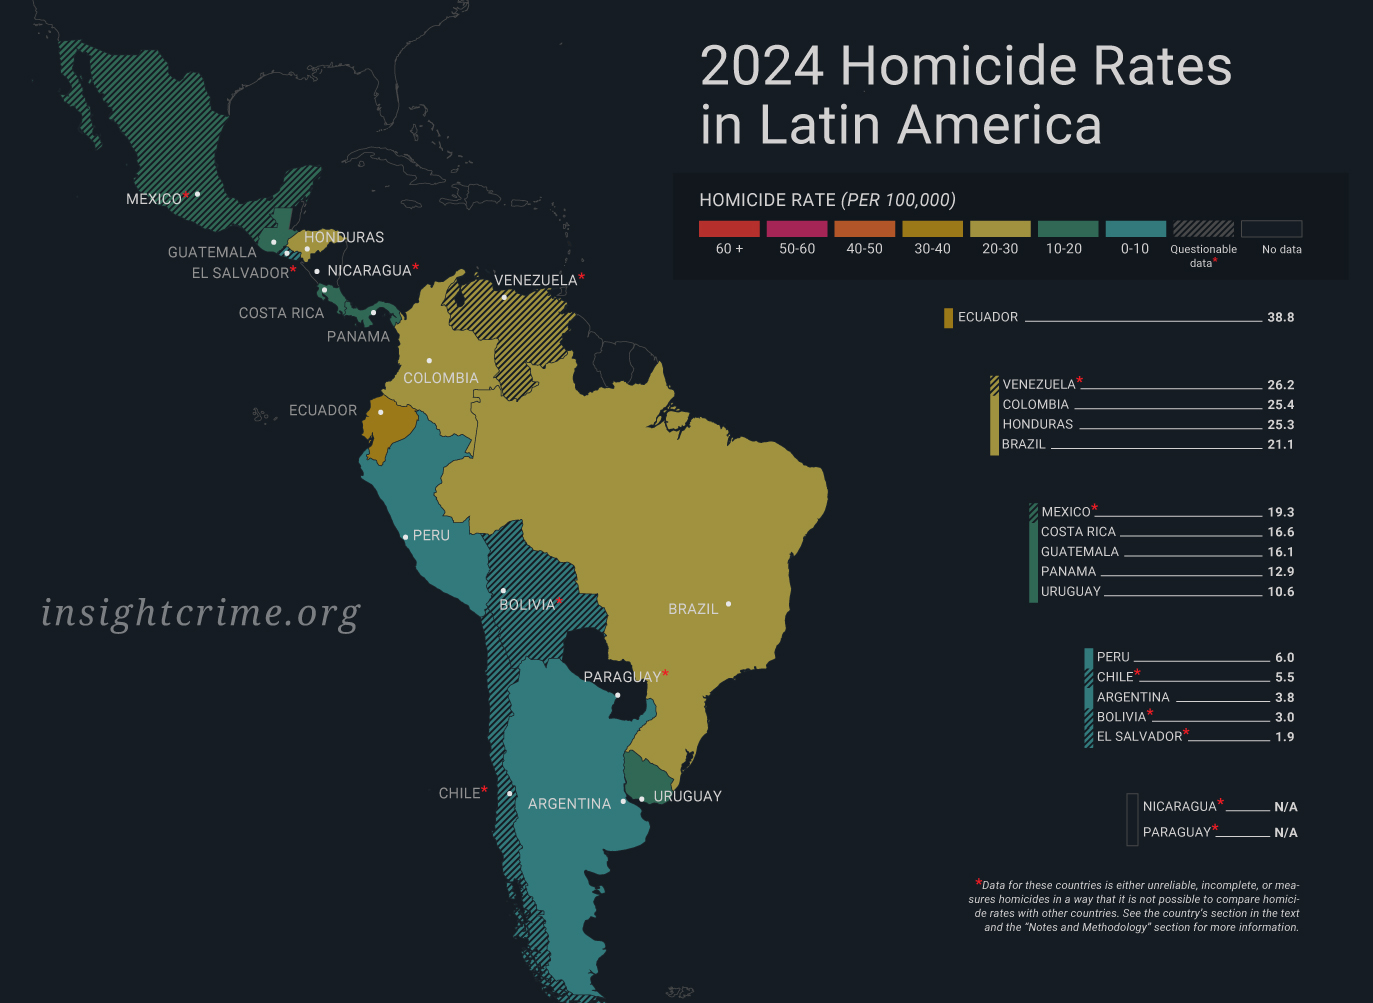 2024 Homicide Rates
in Latin America
HOMICIDE RATE (PER 100,000)
60 +
50-60
40-50
30-40
20-30
10-20
0-10
Questionable
data*
No data
MEXICO*
GUATEMALA
HONDURAS
EL SALVADOR*
NICARAGUA*
COSTA RICA
PANAMA
VENEZUELA*
COLOMBIA
ECUADOR
PERU
BOLIVIA*
BRAZIL
PARAGUAY*
CHILE*
ARGENTINA
URUGUAY
insightcrime.org
ECUADOR 38.8
VENEZUELA* 26.2
COLOMBIA 25.4
HONDURAS 25.3
BRAZIL 21.1
MEXICO* 19.3
COSTA RICA 16.6
GUATEMALA 16.1
PANAMA 12.9
URUGUAY 10.6
PERU 6.0
CHILE* 5.5
ARGENTINA 3.8
BOLIVIA* 3.0
EL SALVADOR* 1.9
NICARAGUA* N/A
PARAGUAY* N/A
*Data for these countries is either unreliable, incomplete, or mea-
sures homicides in a way that it is not possible to compare homici-
de rates with other countries. See the country's section in the text
and the "Notes and Methodology" section for more information.